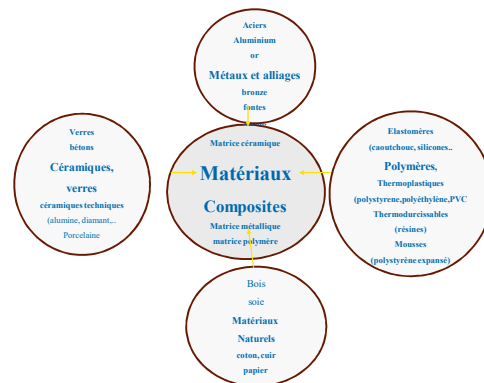 Aciers
Aluminium
or
Métaux et alliages
bronze
fontes
Matrice céramique
Matériaux
Composites
Matrice métallique
matrice polymère
Verres
bétons
Céramiques,
verres
céramiques techniques
(alumine, diamant,..
Porcelaine
Elastomères
(caoutchouc, silicones..
Polymères,
Thermoplastiques
(polystyrene,polyéthylène,PVC
Thermodurcissables
(résines)
Mousses
(polystyrène expansé)
Bois
soie
Matériaux
Naturels
coton, cuir
papier